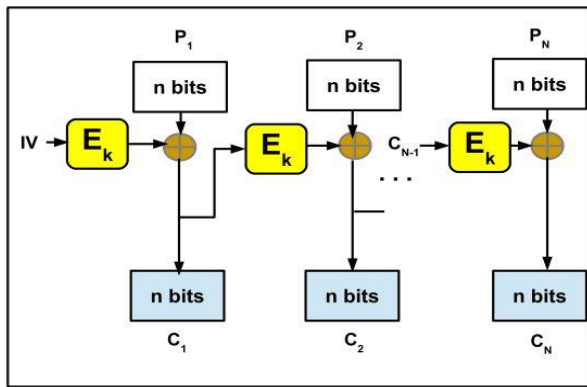 P1 P2 PN
n bits n bits n bits
IV Ek Ek CN-1 Ek
. . .
n bits n bits n bits
C1 C2 CN